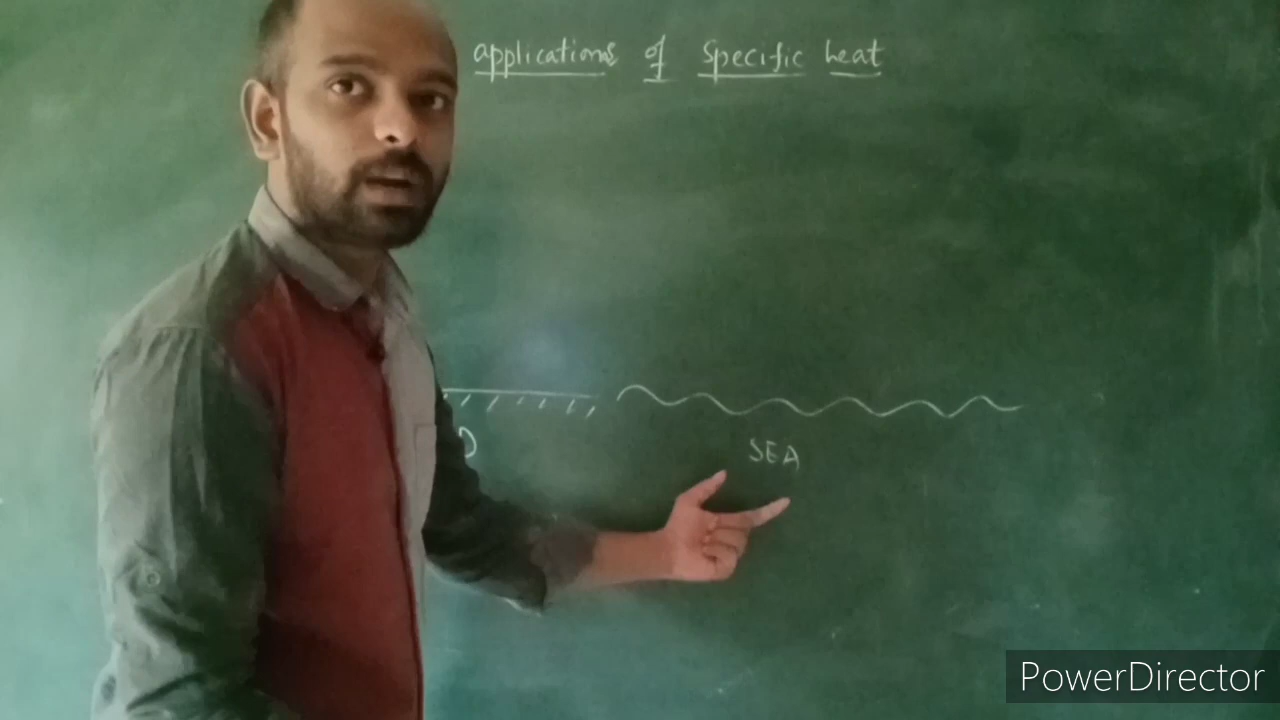 applications of specific heat
D
SEA
PowerDirector